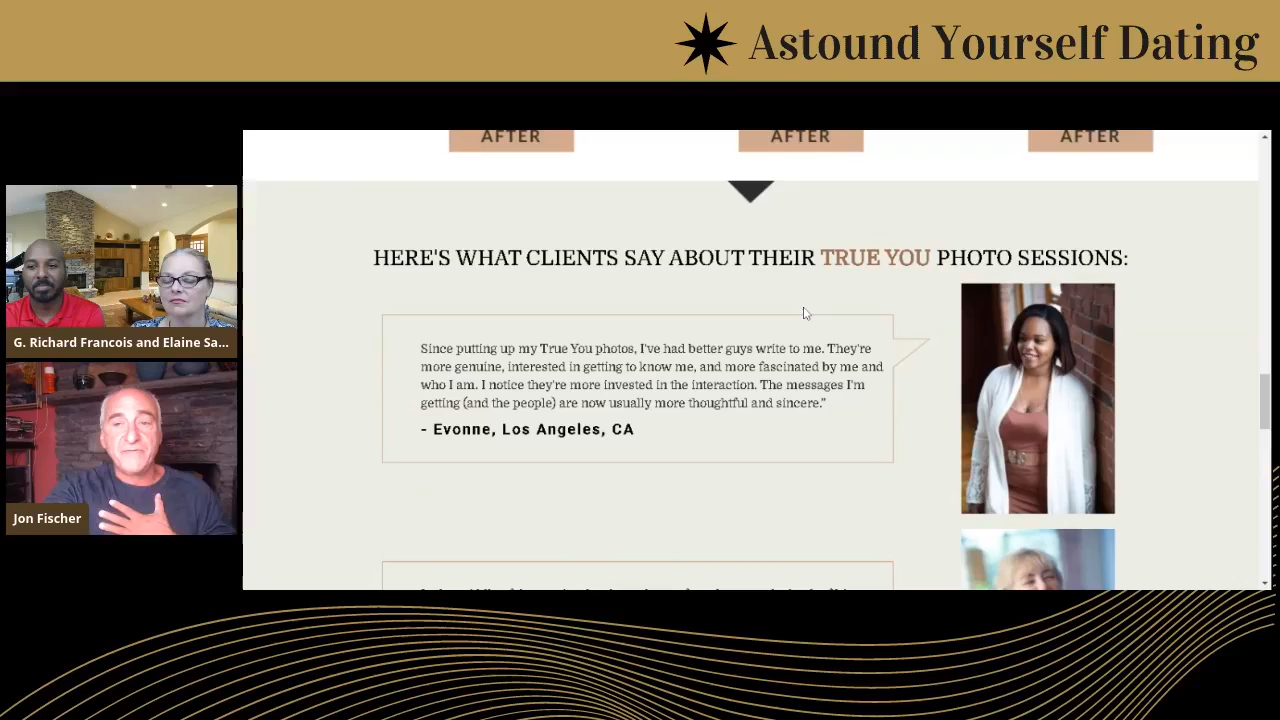 Astound Yourself Dating
AFTER AFTER AFTER
HERE'S WHAT CLIENTS SAY ABOUT THEIR TRUE YOU PHOTO SESSIONS:
Since putting up my True You photos, I've had better guys write to me. They're
more genuine, interested in getting to know me, and more fascinated by me and
who I am. I notice they're more invested in the interaction. The messages I'm
getting (and the people) are now usually more thoughtful and sincere."
- Evonne, Los Angeles, CA
G. Richard Francois and Elaine Sa...
Jon Fischer